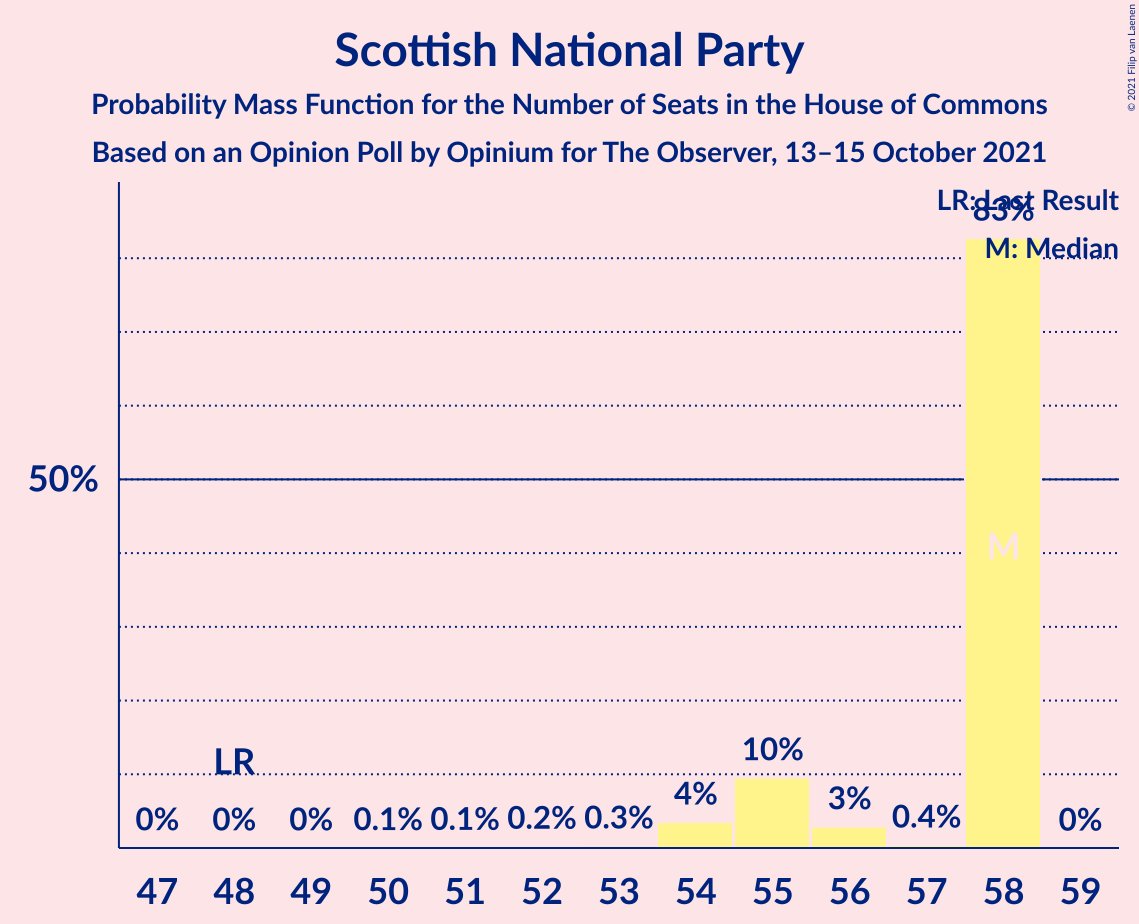 Scottish National Party
Probability Mass Function for the Number of Seats in the House of Commons
Based on an Opinion Poll by Opinium for The Observer, 13–15 October 2021
© 2021 Filip van Laenen
LR: Last Result
M: Median
83%
50%
M
LR
0% 0% 0% 0.1% 0.1% 0.2% 0.3% 4% 10% 3% 0.4% 0%
47 48 49 50 51 52 53 54 55 56 57 58 59